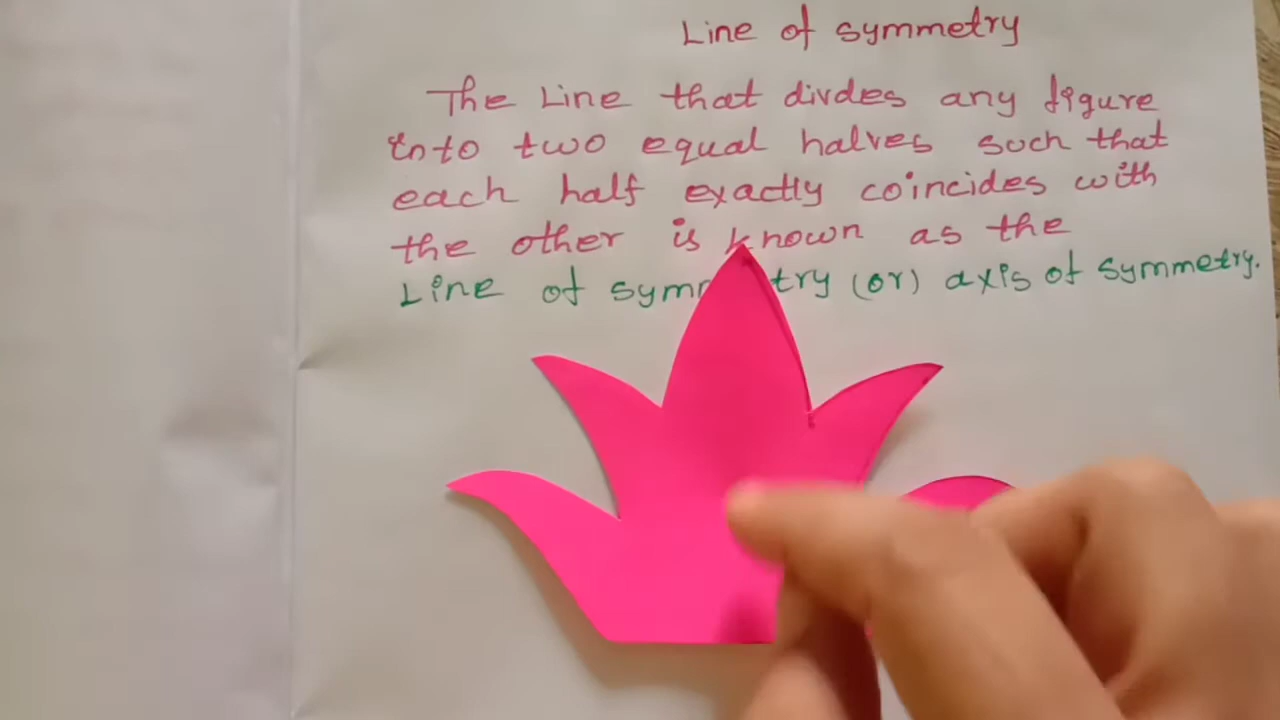 Line of symmetry
The Line that divdes any figure
into two equal halves such that
each half exactly coincides with
the other is known as the
Line of symmetry (or) axis of symmetry.